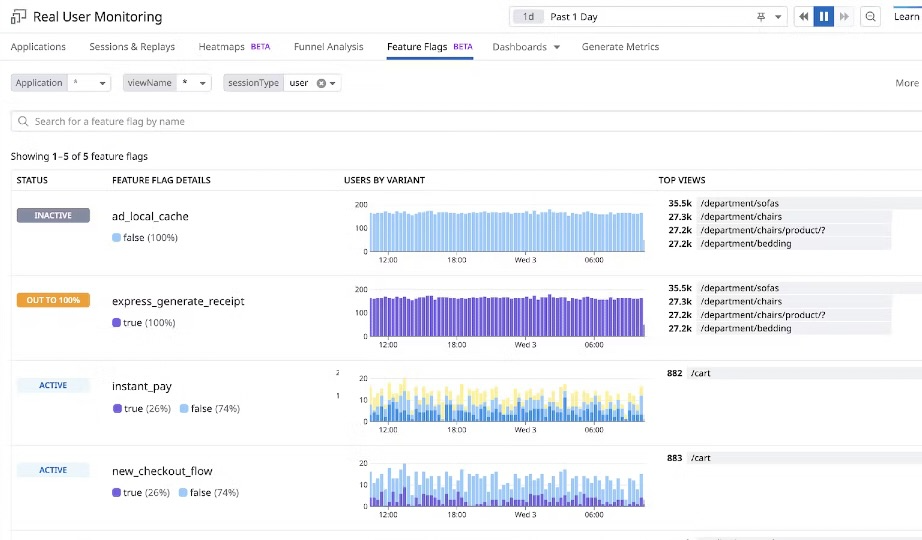 Real User Monitoring
1d Past 1 Day
Learn
Applications Sessions & Replays Heatmaps BETA Funnel Analysis Feature Flags BETA Dashboards Generate Metrics
Application * viewName * sessionType user
More
Search for a feature flag by name
Showing 1–5 of 5 feature flags
STATUS FEATURE FLAG DETAILS USERS BY VARIANT TOP VIEWS
INACTIVE
ad_local_cache
false (100%)
200
100
0
12:00 18:00 Wed 3 06:00
35.5k /department/sofas
27.3k /department/chairs
27.2k /department/chairs/product/?
27.2k /department/bedding
OUT TO 100%
express_generate_receipt
true (100%)
200
100
0
12:00 18:00 Wed 3 06:00
35.5k /department/sofas
27.3k /department/chairs
27.2k /department/chairs/product/?
27.2k /department/bedding
ACTIVE
instant_pay
true (26%) false (74%)
2
1
20
10
0
12:00 18:00 Wed 3 06:00
882 /cart
ACTIVE
new_checkout_flow
true (26%) false (74%)
20
10
0
12:00 18:00 Wed 3 06:00
883 /cart